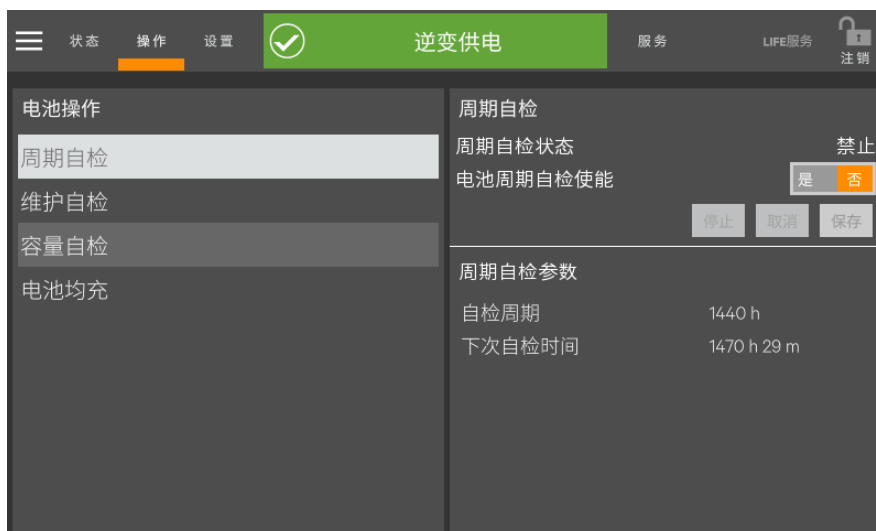 状态 操作 设置 逆变供电 服务 LIFE服务 注销
电池操作
周期自检
维护自检
容量自检
电池均充
周期自检
周期自检状态 禁止
电池周期自检使能 是 否
停止 取消 保存
周期自检参数
自检周期 1440 h
下次自检时间 1470 h 29 m